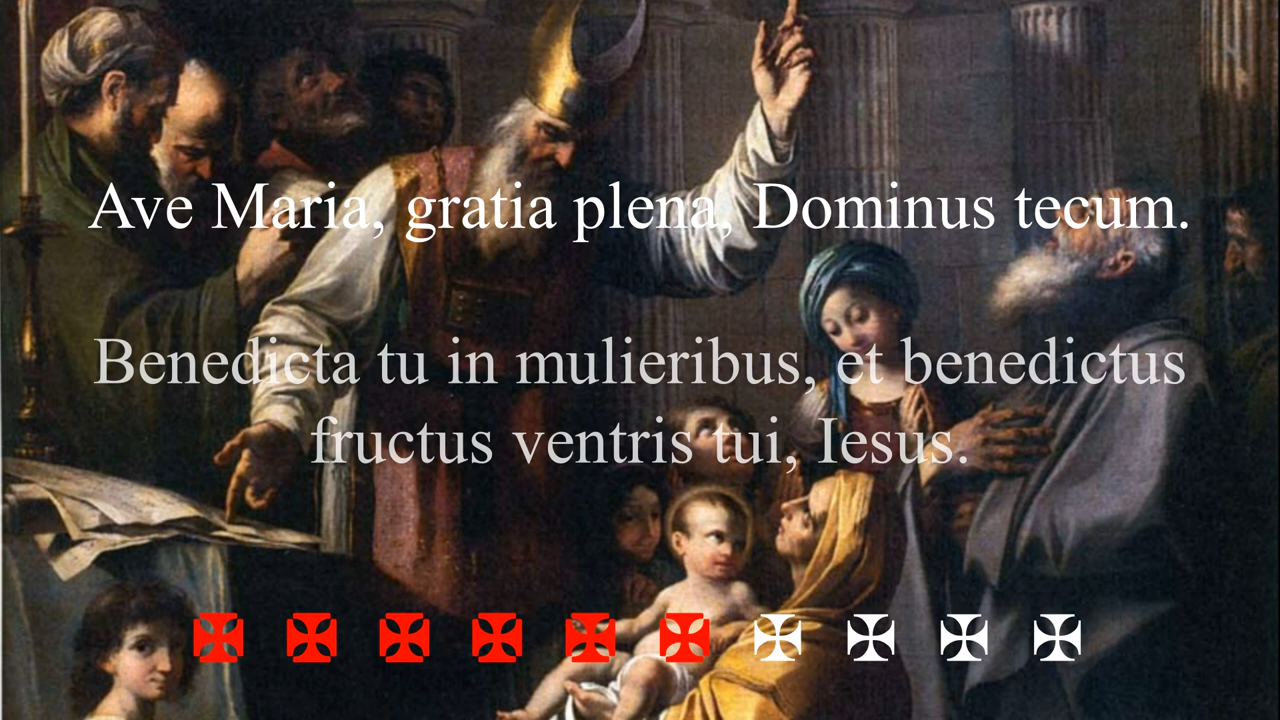 Ave Maria, gratia plena, Dominus tecum.
Benedicta tu in mulieribus, et benedictus
fructus ventris tui, Iesus.